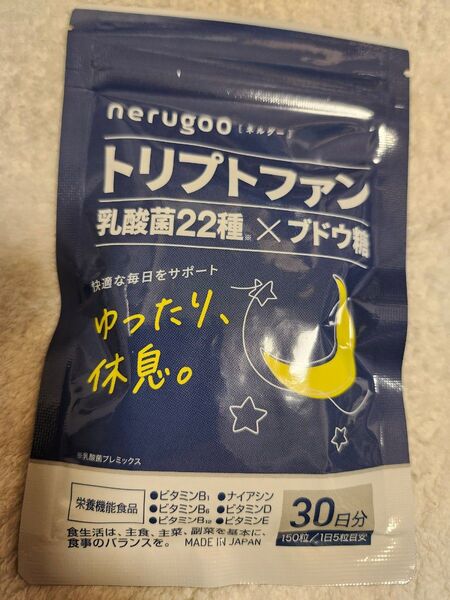 nerugoo [ネルグー]
トリプトファン
乳酸菌22種※×ブドウ糖
快適な毎日をサポート
ゆったり、
休息。
※乳酸菌プレミックス
栄養機能食品
●ビタミンB1 ●ナイアシン
●ビタミンB6 ●ビタミンD
●ビタミンB12 ●ビタミンE
30日分
150粒/1日5粒目安
食生活は、主食、主菜、副菜を基本に、
食事のバランスを。 MADE IN JAPAN